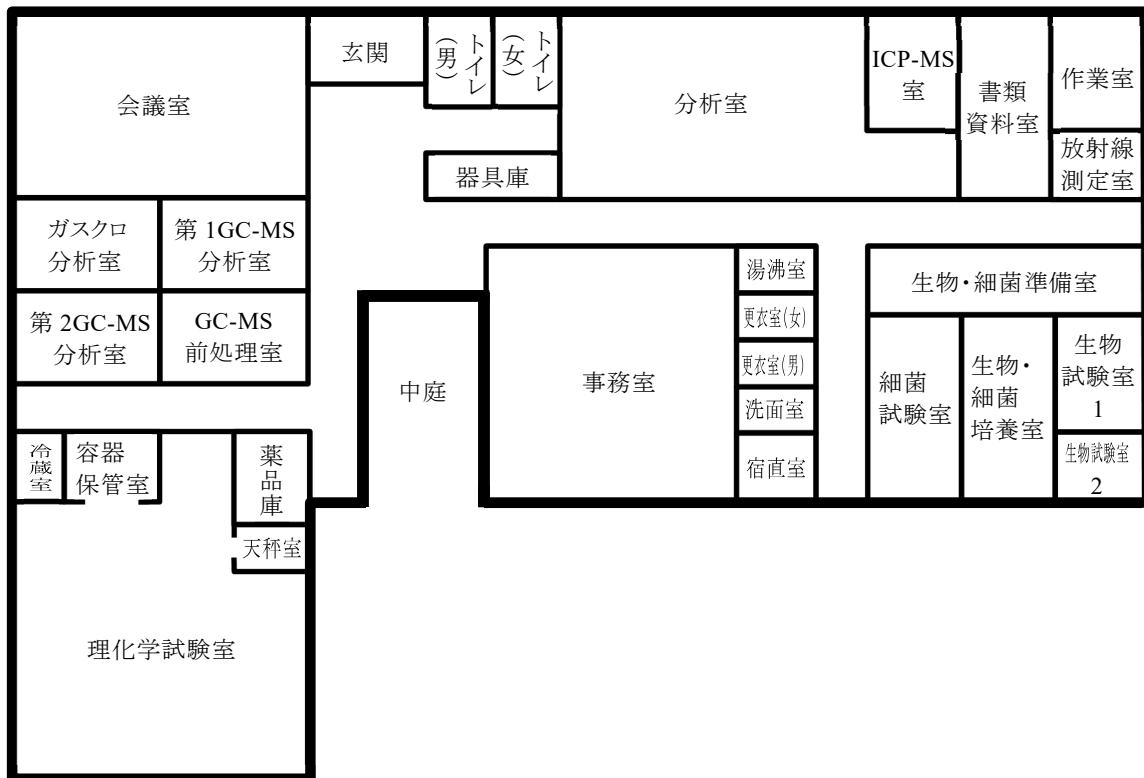 会議室
玄関
トイレ
(男)
トイレ
(女)
分析室
ICP-MS
室
書類
資料室
作業室
放射線
測定室
器具庫
ガスクロ
分析室
第1GC-MS
分析室
第2GC-MS
分析室
GC-MS
前処理室
中庭
事務室
湯沸室
更衣室(女)
更衣室(男)
洗面室
宿直室
生物・細菌準備室
細菌
試験室
生物・
細菌
培養室
生物
試験室
1
生物試験室
2
冷蔵室
容器
保管室
薬品庫
天秤室
理化学試験室